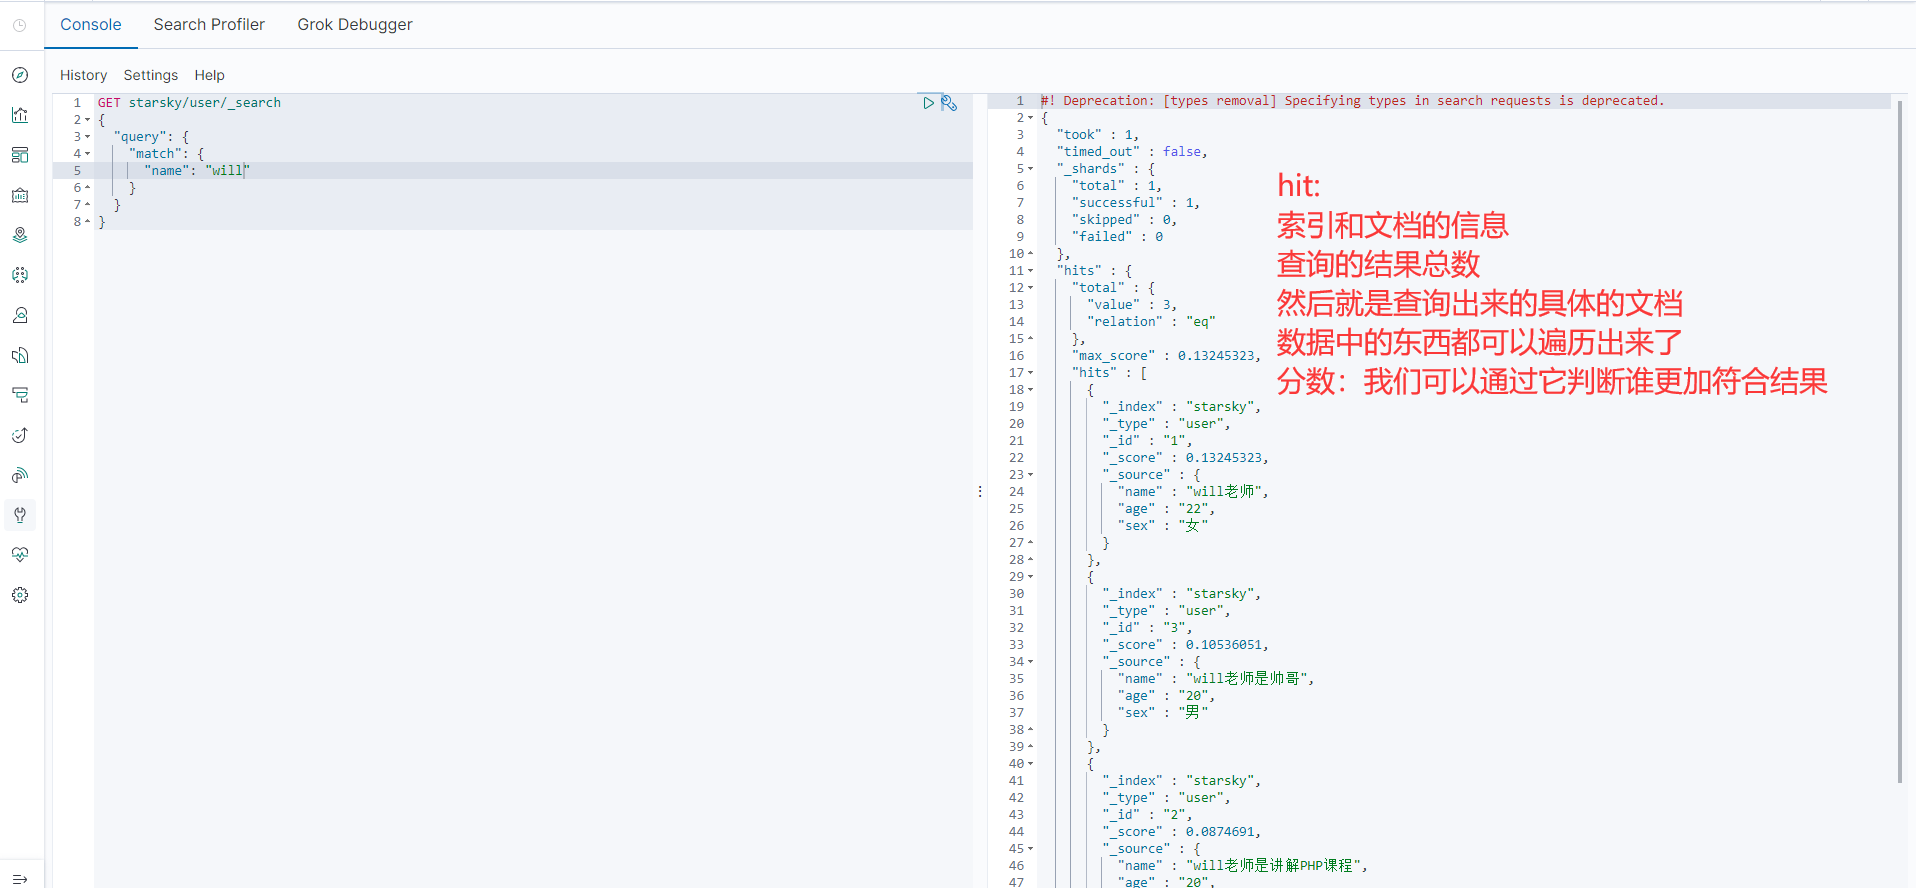 Console Search Profiler Grok Debugger
History Settings Help
1 GET starsky/user/_search
2 {
3 "query": {
4 "match": {
5 "name": "will"
6 }
7 }
8 }
1 #! Deprecation: [types removal] Specifying types in search requests is deprecated.
2 {
3 "took" : 1,
4 "timed_out" : false,
5 "_shards" : {
6 "total" : 1,
7 "successful" : 1,
8 "skipped" : 0,
9 "failed" : 0
10 },
11 "hits" : {
12 "total" : {
13 "value" : 3,
14 "relation" : "eq"
15 },
16 "max_score" : 0.13245323,
17 "hits" : [
18 {
19 "_index" : "starsky",
20 "_type" : "user",
21 "_id" : "1",
22 "_score" : 0.13245323,
23 "_source" : {
24 "name" : "will老师",
25 "age" : "22",
26 "sex" : "女"
27 }
28 },
29 {
30 "_index" : "starsky",
31 "_type" : "user",
32 "_id" : "3",
33 "_score" : 0.10536051,
34 "_source" : {
35 "name" : "will老师是帅哥",
36 "age" : "20",
37 "sex" : "男"
38 }
39 },
40 {
41 "_index" : "starsky",
42 "_type" : "user",
43 "_id" : "2",
44 "_score" : 0.0874691,
45 "_source" : {
46 "name" : "will老师是讲解PHP课程",
47 "age" : "20",
hit:
索引和文档的信息
查询的结果总数
然后就是查询出来的具体的文档
数据中的东西都可以遍历出来了
分数：我们可以通过它判断谁更加符合结果